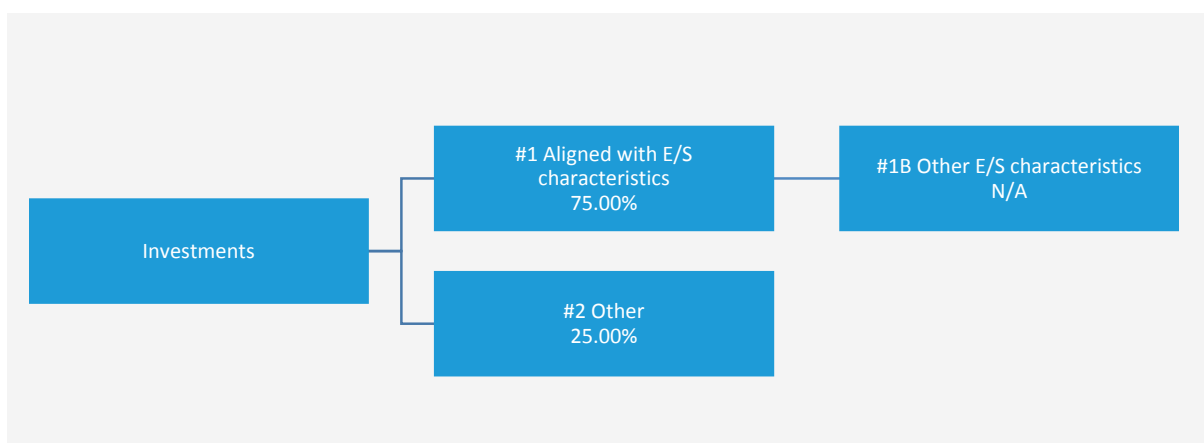 #1 Aligned with E/S
characteristics
75.00%
#1B Other E/S characteristics
N/A
Investments
#2 Other
25.00%